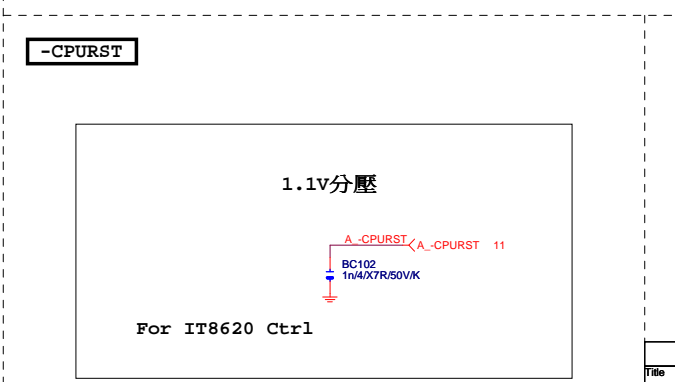 -CPURST
1.1V分壓
A_-CPURST
A_-CPURST 11
BC102
1n/4/X7R/50V/K
For IT8620 Ctrl
Title